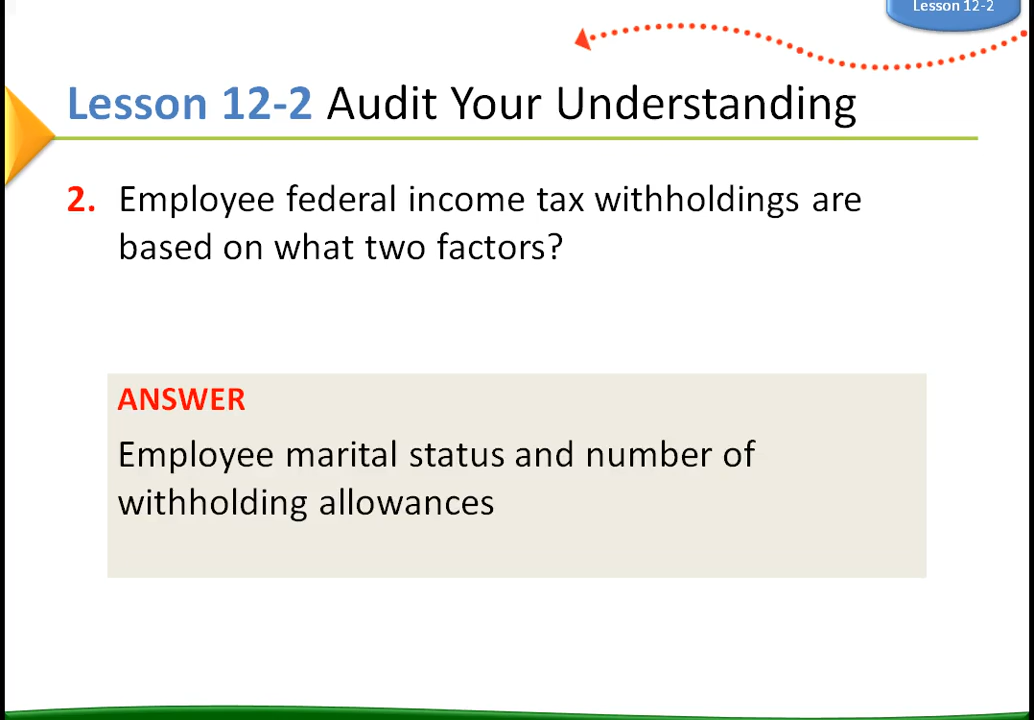 Lesson 12-2
Lesson 12-2 Audit Your Understanding
2. Employee federal income tax withholdings are
based on what two factors?
ANSWER
Employee marital status and number of
withholding allowances